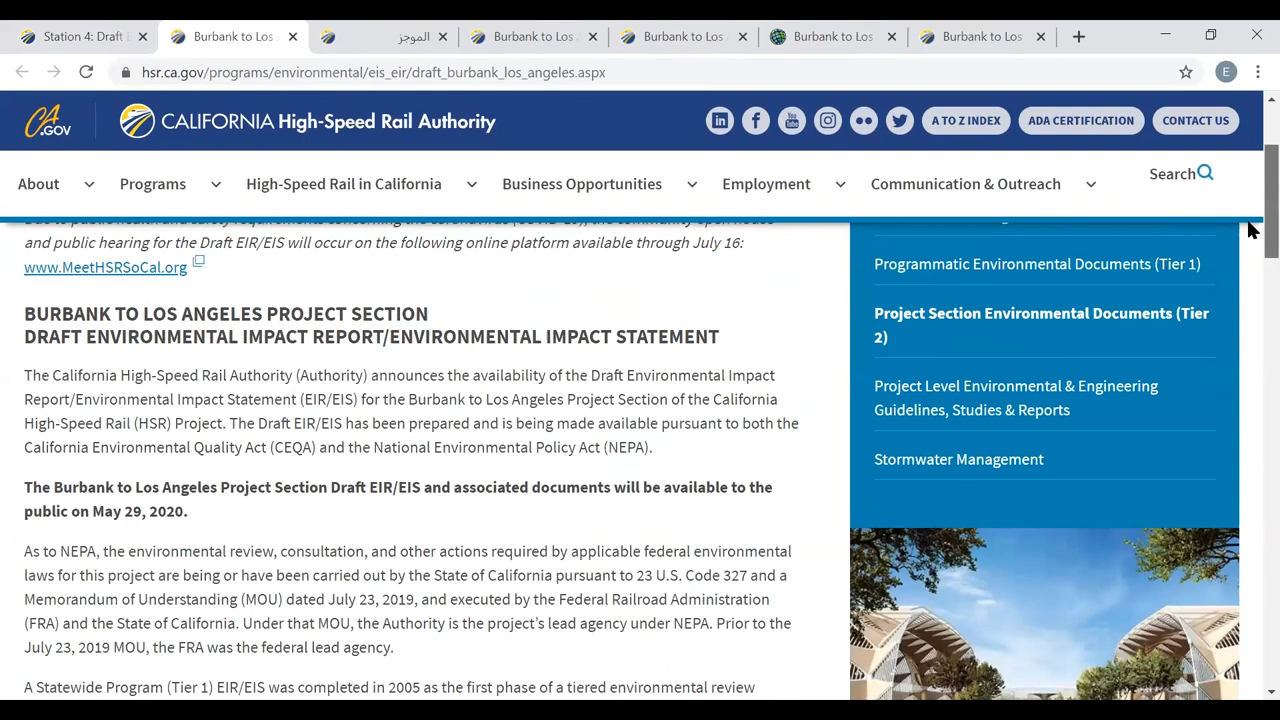 Station 4: Draft
Burbank to Los
الموجز
Burbank to Los
Burbank to Los
Burbank to Los
Burbank to Los
hsr.ca.gov/programs/environmental/eis_eir/draft_burbank_los_angeles.aspx
E
CA.GOV
CALIFORNIA High-Speed Rail Authority
A TO Z INDEX
ADA CERTIFICATION
CONTACT US
About
Programs
High-Speed Rail in California
Business Opportunities
Employment
Communication & Outreach
Search
and public hearing for the Draft EIR/EIS will occur on the following online platform available through July 16:
www.MeetHSRSoCal.org
BURBANK TO LOS ANGELES PROJECT SECTION
DRAFT ENVIRONMENTAL IMPACT REPORT/ENVIRONMENTAL IMPACT STATEMENT
The California High-Speed Rail Authority (Authority) announces the availability of the Draft Environmental Impact
Report/Environmental Impact Statement (EIR/EIS) for the Burbank to Los Angeles Project Section of the California
High-Speed Rail (HSR) Project. The Draft EIR/EIS has been prepared and is being made available pursuant to both the
California Environmental Quality Act (CEQA) and the National Environmental Policy Act (NEPA).
The Burbank to Los Angeles Project Section Draft EIR/EIS and associated documents will be available to the
public on May 29, 2020.
As to NEPA, the environmental review, consultation, and other actions required by applicable federal environmental
laws for this project are being or have been carried out by the State of California pursuant to 23 U.S. Code 327 and a
Memorandum of Understanding (MOU) dated July 23, 2019, and executed by the Federal Railroad Administration
(FRA) and the State of California. Under that MOU, the Authority is the project's lead agency under NEPA. Prior to the
July 23, 2019 MOU, the FRA was the federal lead agency.
A Statewide Program (Tier 1) EIR/EIS was completed in 2005 as the first phase of a tiered environmental review
Programmatic Environmental Documents (Tier 1)
Project Section Environmental Documents (Tier
2)
Project Level Environmental & Engineering
Guidelines, Studies & Reports
Stormwater Management